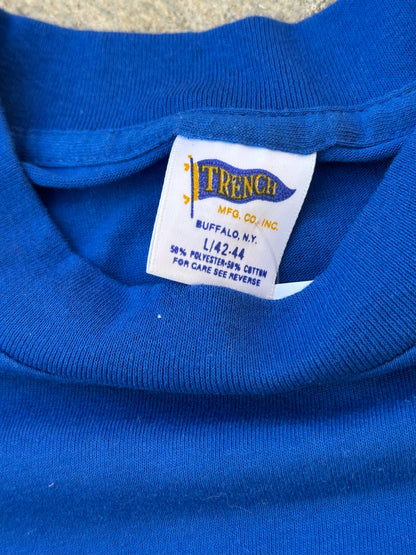 TRENCH
MFG. CO., INC.
BUFFALO, N.Y.
L/42-44
50% POLYESTER•50% COTTON
FOR CARE SEE REVERSE